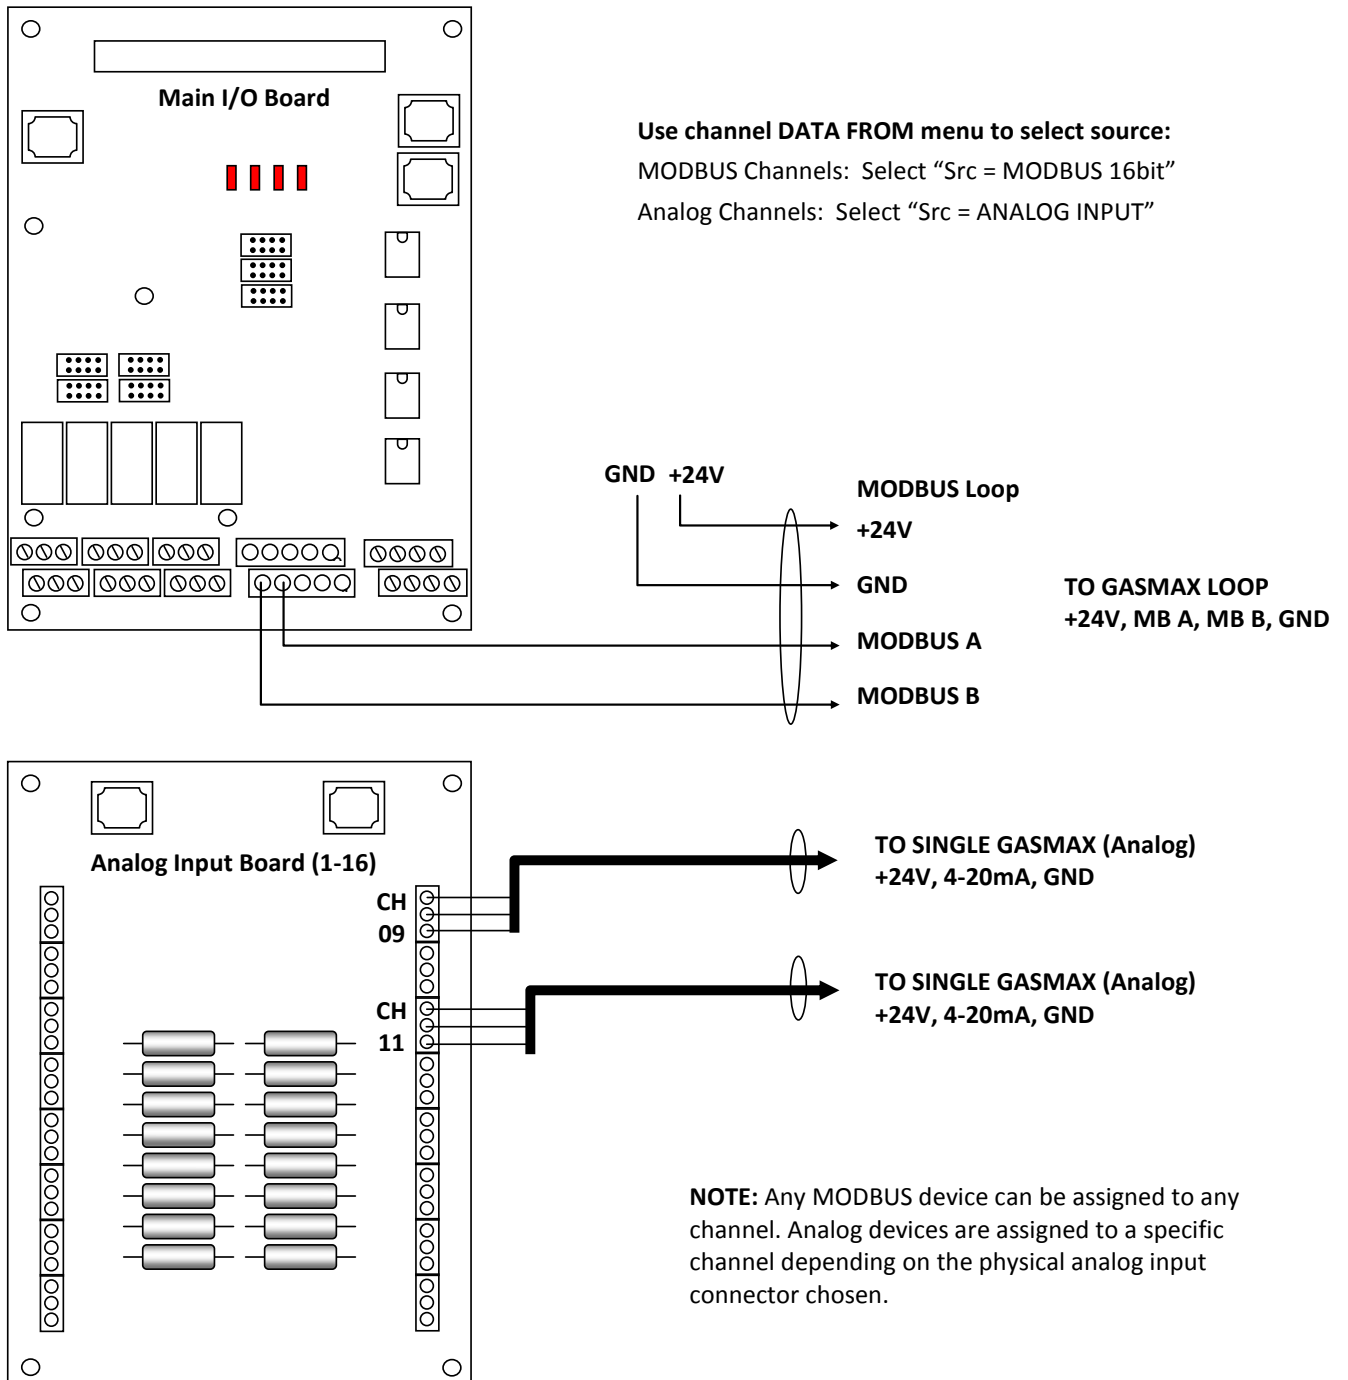 Main I/O Board
Use channel DATA FROM menu to select source:
MODBUS Channels:  Select “Src = MODBUS 16bit”
Analog Channels:  Select “Src = ANALOG INPUT”
GND +24V
MODBUS Loop
+24V
GND
MODBUS A
MODBUS B
TO GASMAX LOOP
+24V, MB A, MB B, GND
Analog Input Board (1-16)
CH
09
CH
11
TO SINGLE GASMAX (Analog)
+24V, 4-20mA, GND
TO SINGLE GASMAX (Analog)
+24V, 4-20mA, GND
NOTE: Any MODBUS device can be assigned to any
channel. Analog devices are assigned to a specific
channel depending on the physical analog input
connector chosen.